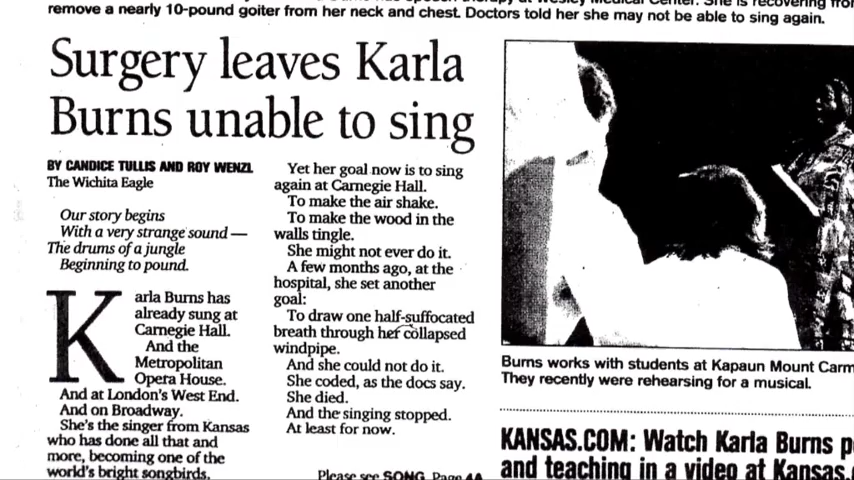 remove a nearly 10-pound goiter from her neck and chest. Doctors told her she may not be able to sing again.
Surgery leaves Karla
Burns unable to sing
BY CANDICE TULLIS AND ROY WENZL
The Wichita Eagle
Our story begins
With a very strange sound —
The drums of a jungle
Beginning to pound.
Karla Burns has
already sung at
Carnegie Hall.
And the
Metropolitan
Opera House.
And at London's West End.
And on Broadway.
She's the singer from Kansas
who has done all that and
more, becoming one of the
world's bright songbirds.
Yet her goal now is to sing
again at Carnegie Hall.
To make the air shake.
To make the wood in the
walls tingle.
She might not ever do it.
A few months ago, at the
hospital, she set another
goal:
To draw one half-suffocated
breath through her collapsed
windpipe.
And she could not do it.
She coded, as the docs say.
She died.
And the singing stopped.
At least for now.
Please see SONG, Page 4A
Burns works with students at Kapaun Mount Carm
They recently were rehearsing for a musical.
KANSAS.COM: Watch Karla Burns p
and teaching in a video at Kansas.